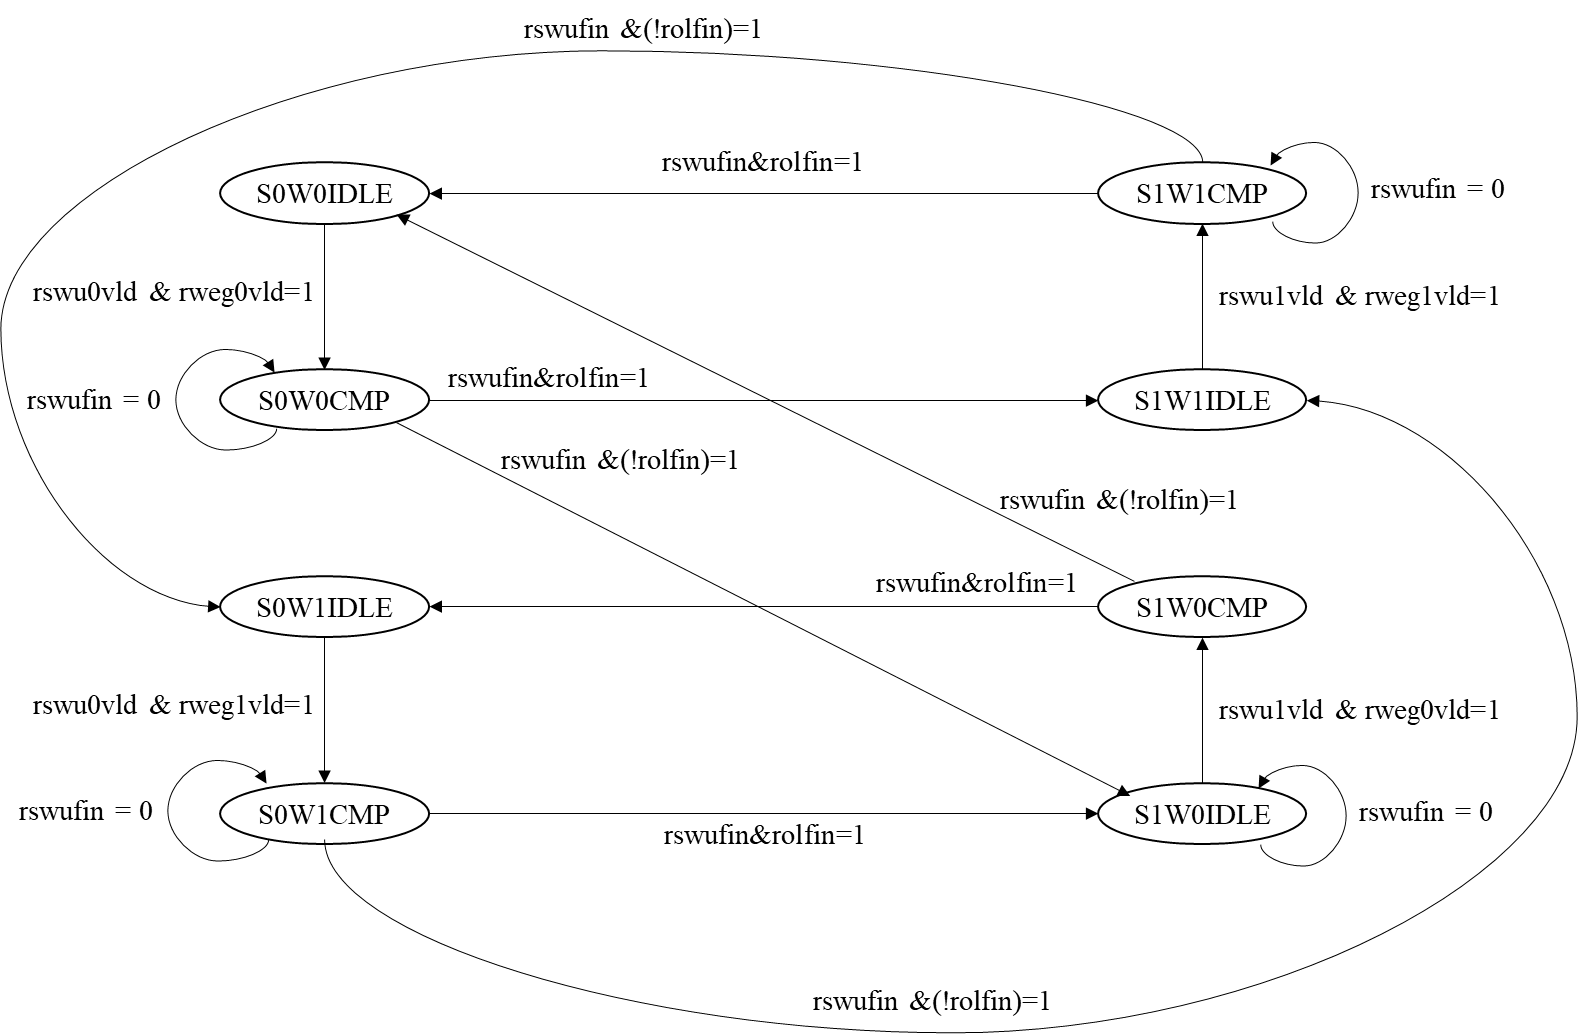 rswufin &(!rolfin)=1
rswufin&rolfin=1
S0W0IDLE
S1W1CMP
rswufin = 0
rswu0vld & rweg0vld=1
rswu1vld & rweg1vld=1
rswufin&rolfin=1
rswufin = 0
S0W0CMP
S1W1IDLE
rswufin &(!rolfin)=1
rswufin &(!rolfin)=1
rswufin&rolfin=1
S0W1IDLE
S1W0CMP
rswu0vld & rweg1vld=1
rswu1vld & rweg0vld=1
rswufin = 0
S0W1CMP
S1W0IDLE
rswufin = 0
rswufin&rolfin=1
rswufin &(!rolfin)=1